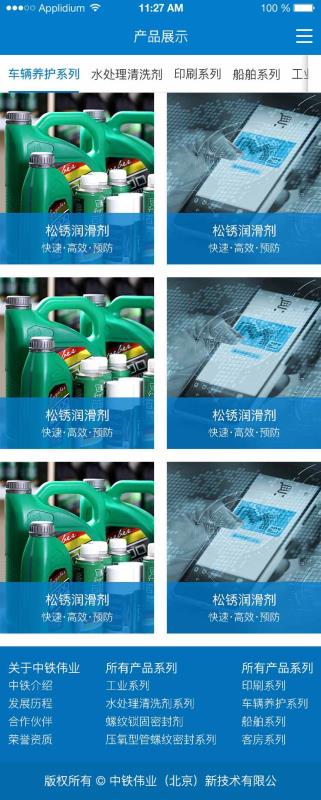 Applidium 11:27 AM 100 %
产品展示
车辆养护系列 水处理清洗剂 印刷系列 船舶系列 工业
松锈润滑剂 松锈润滑剂
快速·高效·预防 快速·高效·预防
松锈润滑剂 松锈润滑剂
快速·高效·预防 快速·高效·预防
松锈润滑剂 松锈润滑剂
快速·高效·预防 快速·高效·预防
关于中铁伟业 所有产品系列 所有产品系列
中铁介绍 工业系列 印刷系列
发展历程 水处理清洗剂系列 车辆养护系列
合作伙伴 螺纹锁固密封剂 船舶系列
荣誉资质 压氧型管螺纹密封系列 客房系列
版权所有 © 中铁伟业（北京）新技术有限公